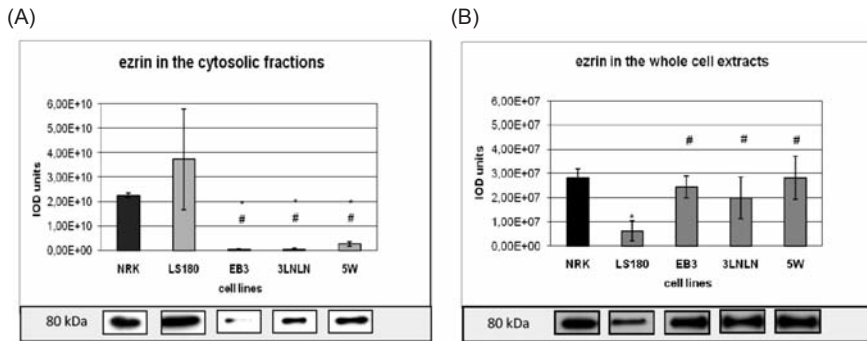 (A)
ezrin in the cytosolic fractions
IOD units
6,00E+10
5,00E+10
4,00E+10
3,00E+10
2,00E+10
1,00E+10
0,00E+00
* * *
# # #
NRK LS180 EB3 3LNLN 5W
cell lines
80 kDa
(B)
ezrin in the whole cell extracts
IOD units
6,00E+07
5,00E+07
4,00E+07
3,00E+07
2,00E+07
1,00E+07
0,00E+00
# # #
*
NRK LS180 EB3 3LNLN 5W
cell lines
80 kDa